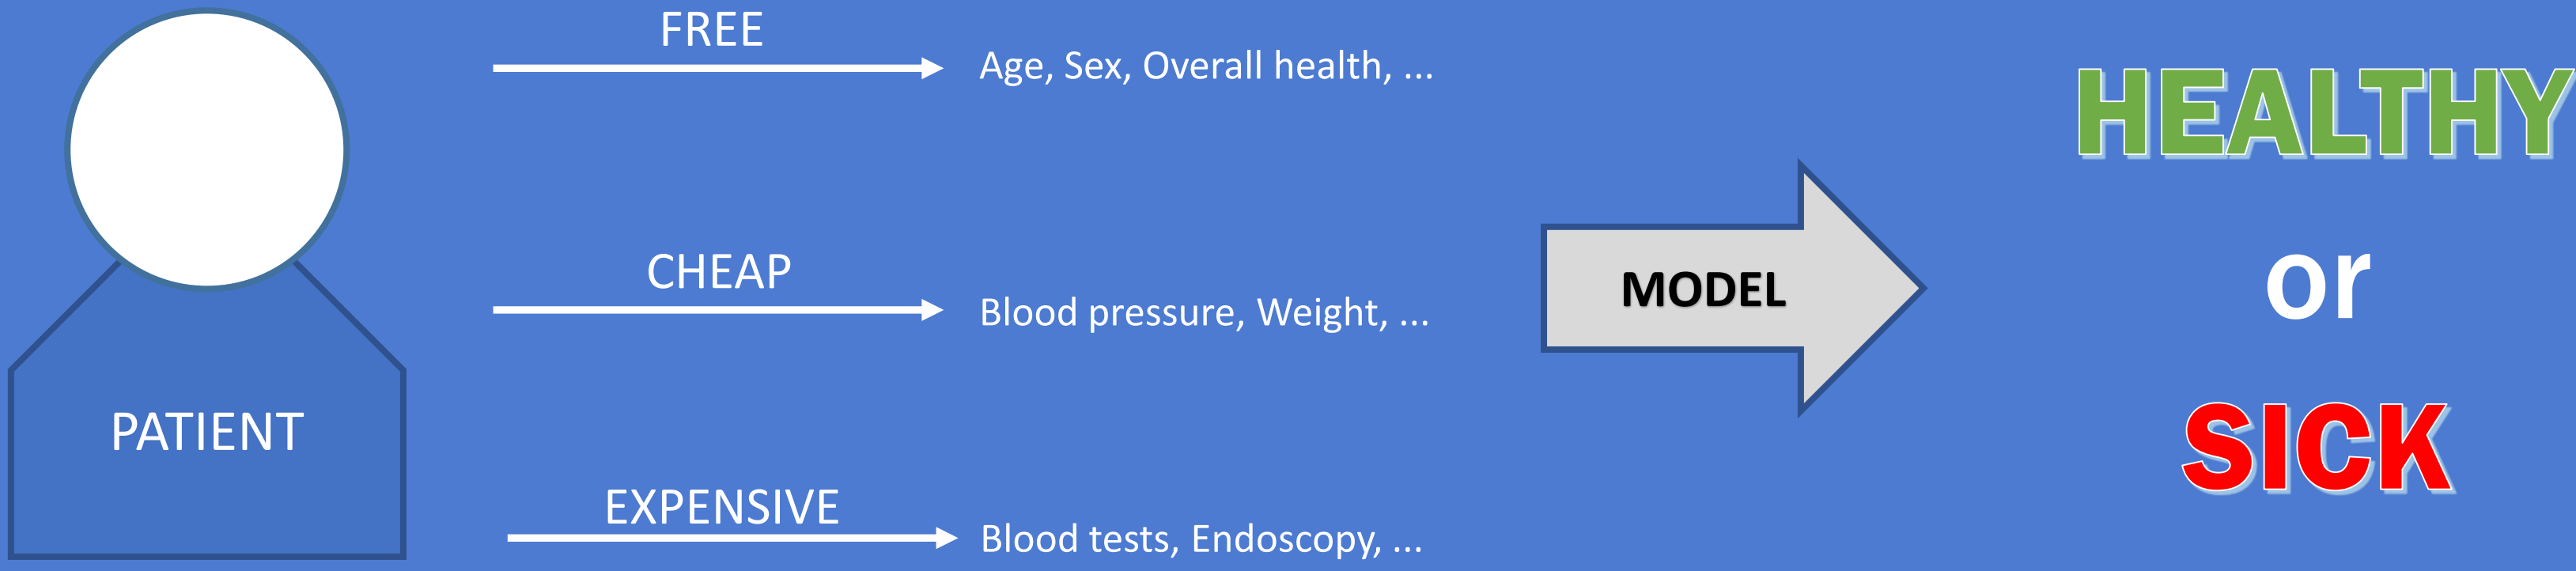 PATIENT
FREE
Age, Sex, Overall health, ...
CHEAP
Blood pressure, Weight, ...
EXPENSIVE
Blood tests, Endoscopy, ...
MODEL
HEALTHY
or
SICK